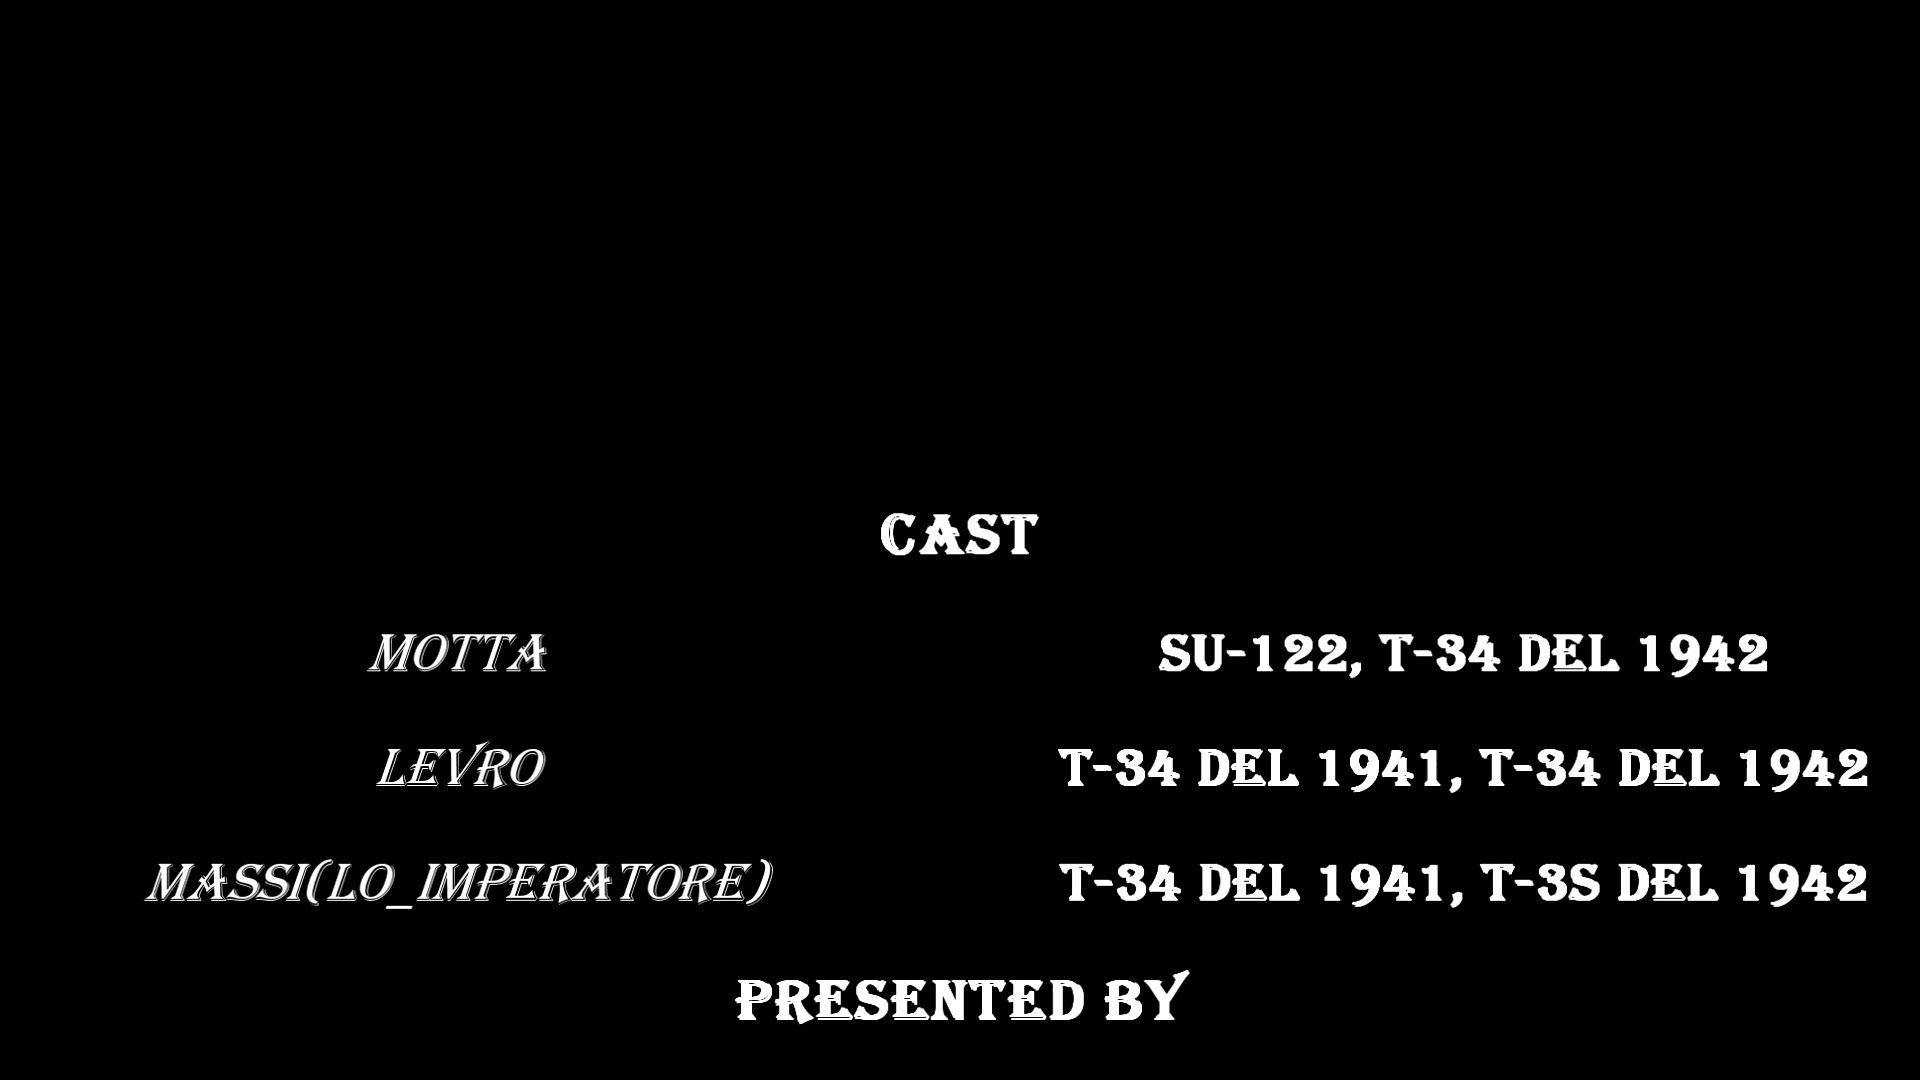 CAST
MOTTA SU-122, T-34 DEL 1942
LEVRO T-34 DEL 1941, T-34 DEL 1942
MASSI(LO_IMPERATORE) T-34 DEL 1941, T-3S DEL 1942
PRESENTED BY